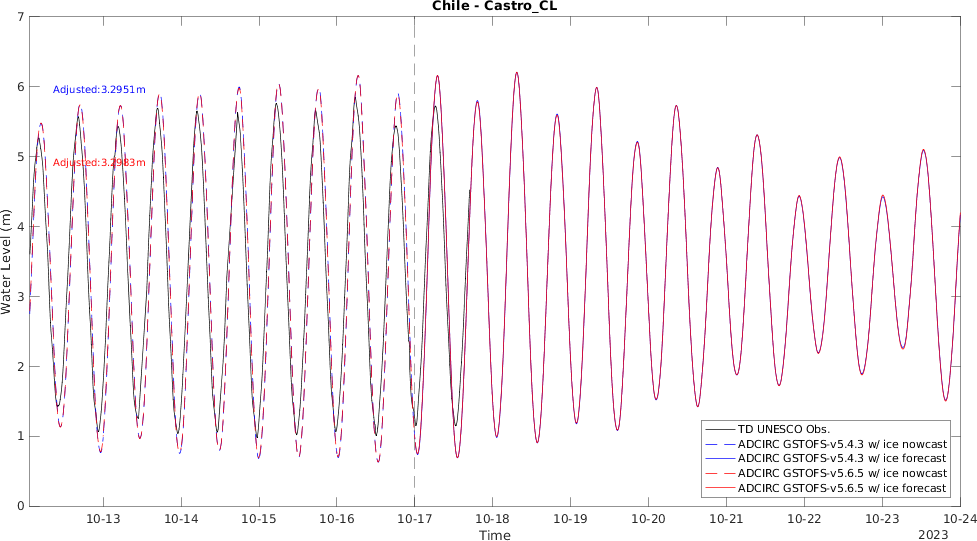 Chile - Castro_CL
7
6
5
4
3
2
1
0
Water Level (m)
Adjusted:3.2951m
Adjusted:3.2983m
TD UNESCO Obs.
ADCIRC GSTOFS-v5.4.3 w/ ice nowcast
ADCIRC GSTOFS-v5.4.3 w/ ice forecast
ADCIRC GSTOFS-v5.6.5 w/ ice nowcast
ADCIRC GSTOFS-v5.6.5 w/ ice forecast
10-13 10-14 10-15 10-16 10-17 10-18 10-19 10-20 10-21 10-22 10-23 10-24
Time
2023